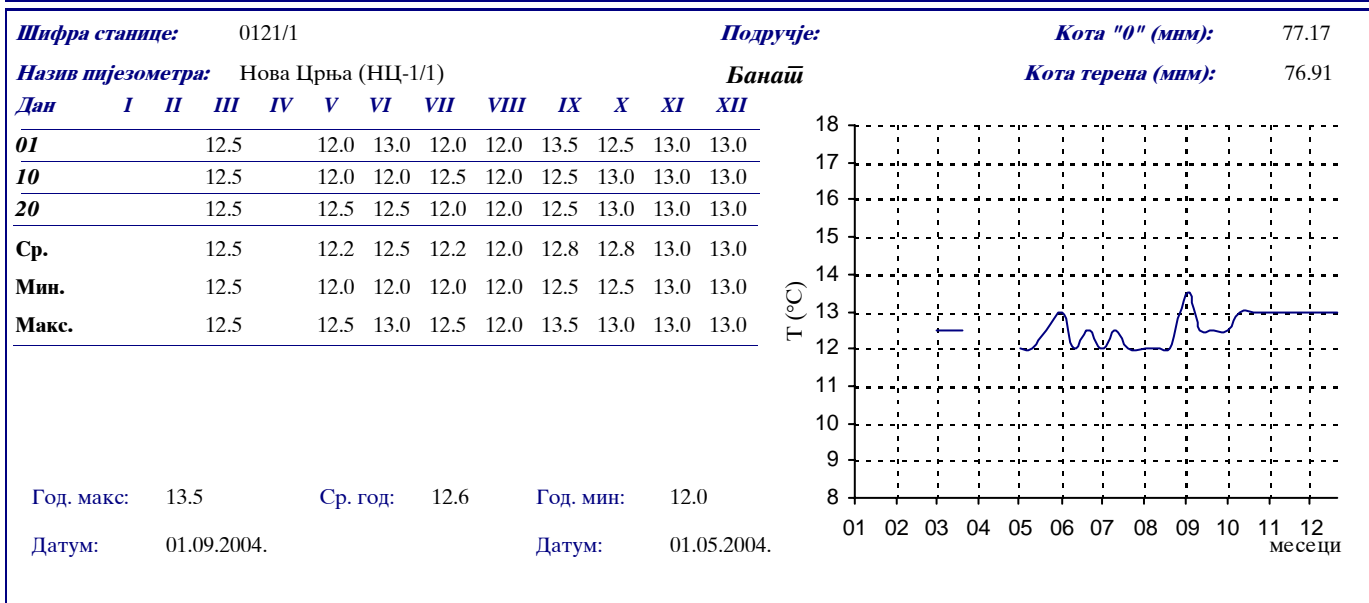 Шифра станице: 0121/1 Подручје: Кота "0" (мнм): 77.17
Назив пијезометра: Нова Црња (НЦ-1/1) Банат Кота терена (мнм): 76.91
Дан I II III IV V VI VII VIII IX X XI XII
01 12.5 12.0 13.0 12.0 12.0 13.5 12.5 13.0 13.0
10 12.5 12.0 12.0 12.5 12.0 12.5 13.0 13.0 13.0
20 12.5 12.5 12.5 12.0 12.0 12.5 13.0 13.0 13.0
Ср. 12.5 12.2 12.5 12.2 12.0 12.8 12.8 13.0 13.0
Мин. 12.5 12.0 12.0 12.0 12.0 12.5 12.5 13.0 13.0
Макс. 12.5 12.5 13.0 12.5 12.0 13.5 13.0 13.0 13.0
Год. макс: 13.5 Ср. год: 12.6 Год. мин: 12.0
Датум: 01.09.2004. Датум: 01.05.2004.
T (°C)
18
17
16
15
14
13
12
11
10
9
8
01 02 03 04 05 06 07 08 09 10 11 12
месеци